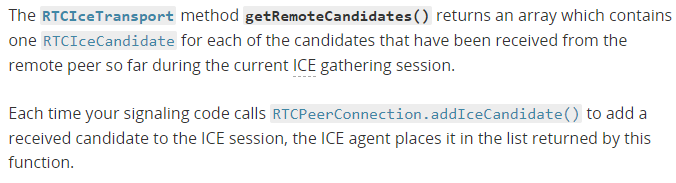 The RTCIceTransport method getRemoteCandidates() returns an array which contains
one RTCIceCandidate for each of the candidates that have been received from the
remote peer so far during the current ICE gathering session.
Each time your signaling code calls RTCPeerConnection.addIceCandidate() to add a
received candidate to the ICE session, the ICE agent places it in the list returned by this
function.